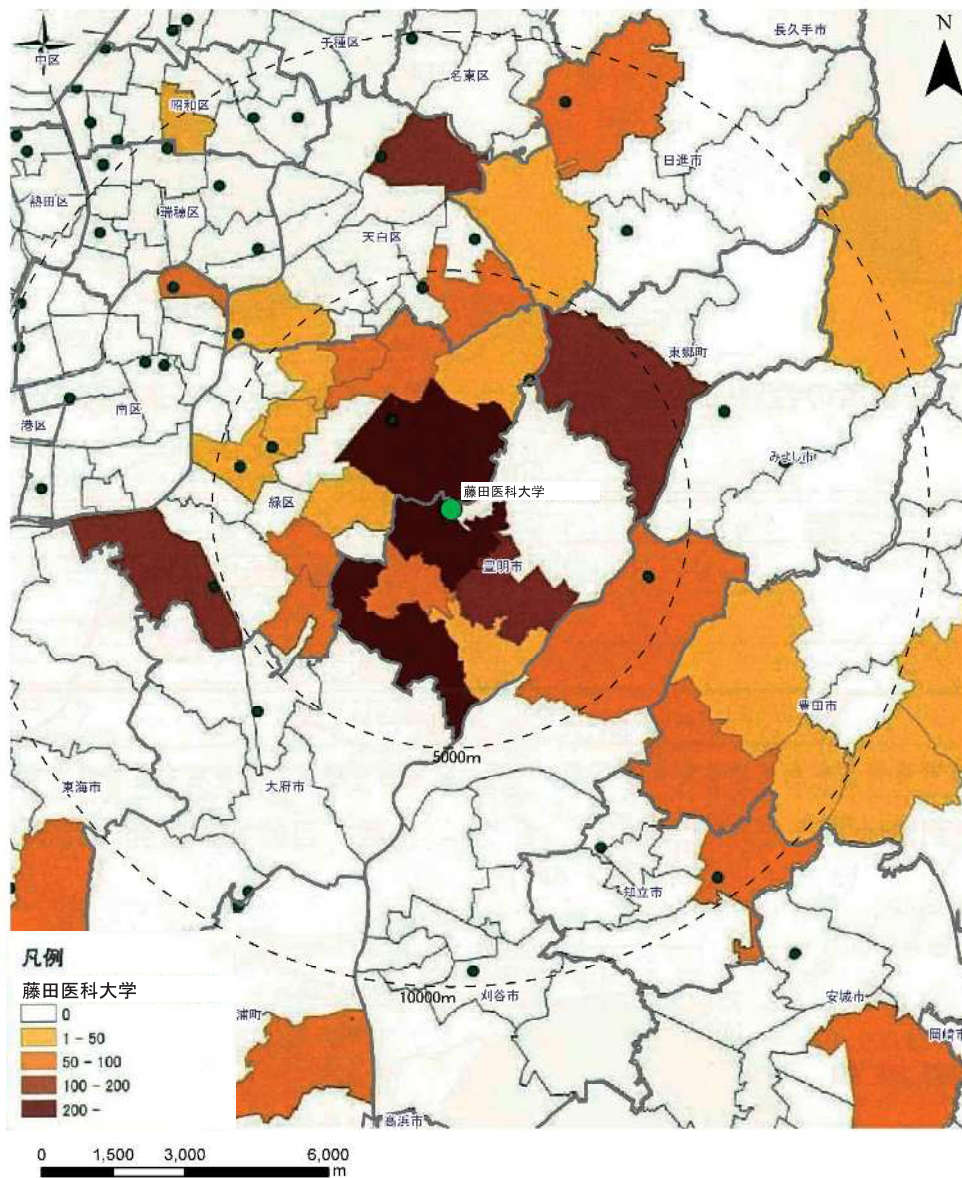 N
長久手市
中区
千種区
名東区
昭和区
日進市
熱田区
瑞穂区
天白区
東郷町
南区
港区
みよし市
藤田医科大学
緑区
豊明市
豊田市
5000m
東海市
大府市
知立市
10000m
刈谷市
安城市
岡崎市
浦町
高浜市
凡例
藤田医科大学
0
1 - 50
50 - 100
100 - 200
200 -
0 1,500 3,000 6,000
m